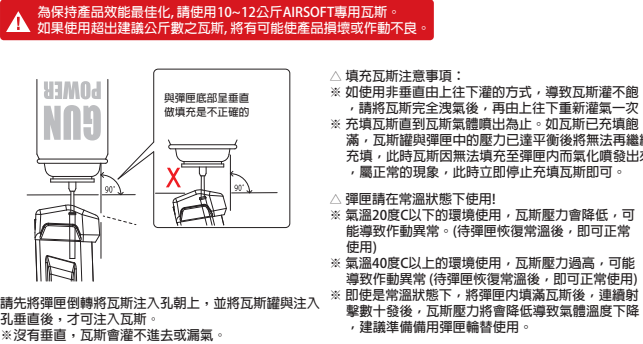 為保持產品效能最佳化, 請使用10~12公斤AIRSOFT專用瓦斯。
如果使用超出建議公斤數之瓦斯, 將有可能使產品損壞或作動不良。
GUN
POWER
90°
與彈匣底部呈垂直
做填充是不正確的
X
90°
請先將彈匣倒轉將瓦斯注入孔朝上，並將瓦斯罐與注入
孔垂直後，才可注入瓦斯。
※沒有垂直，瓦斯會灌不進去或漏氣。
△ 填充瓦斯注意事項：
※ 如使用非垂直由上往下灌的方式，導致瓦斯灌不飽
，請將瓦斯完全洩氣後，再由上往下重新灌氣一次
※ 充填瓦斯直到瓦斯氣體噴出為止。如瓦斯已充填飽
滿，瓦斯罐與彈匣中的壓力已達平衡後將無法再繼
充填，此時瓦斯因無法填充至彈匣內而氣化噴發出
，屬正常的現象，此時立即停止充填瓦斯即可。
△ 彈匣請在常溫狀態下使用!
※ 氣溫20度C以下的環境使用，瓦斯壓力會降低，可
能導致作動異常。(待彈匣恢復常溫後，即可正常
使用)
※ 氣溫40度C以上的環境使用，瓦斯壓力過高，可能
導致作動異常 (待彈匣恢復常溫後，即可正常使用)
※ 即使是常溫狀態下，將彈匣內填滿瓦斯後，連續射
擊數十發後，瓦斯壓力將會降低導致氣體溫度下降
，建議準備備用彈匣輪替使用。